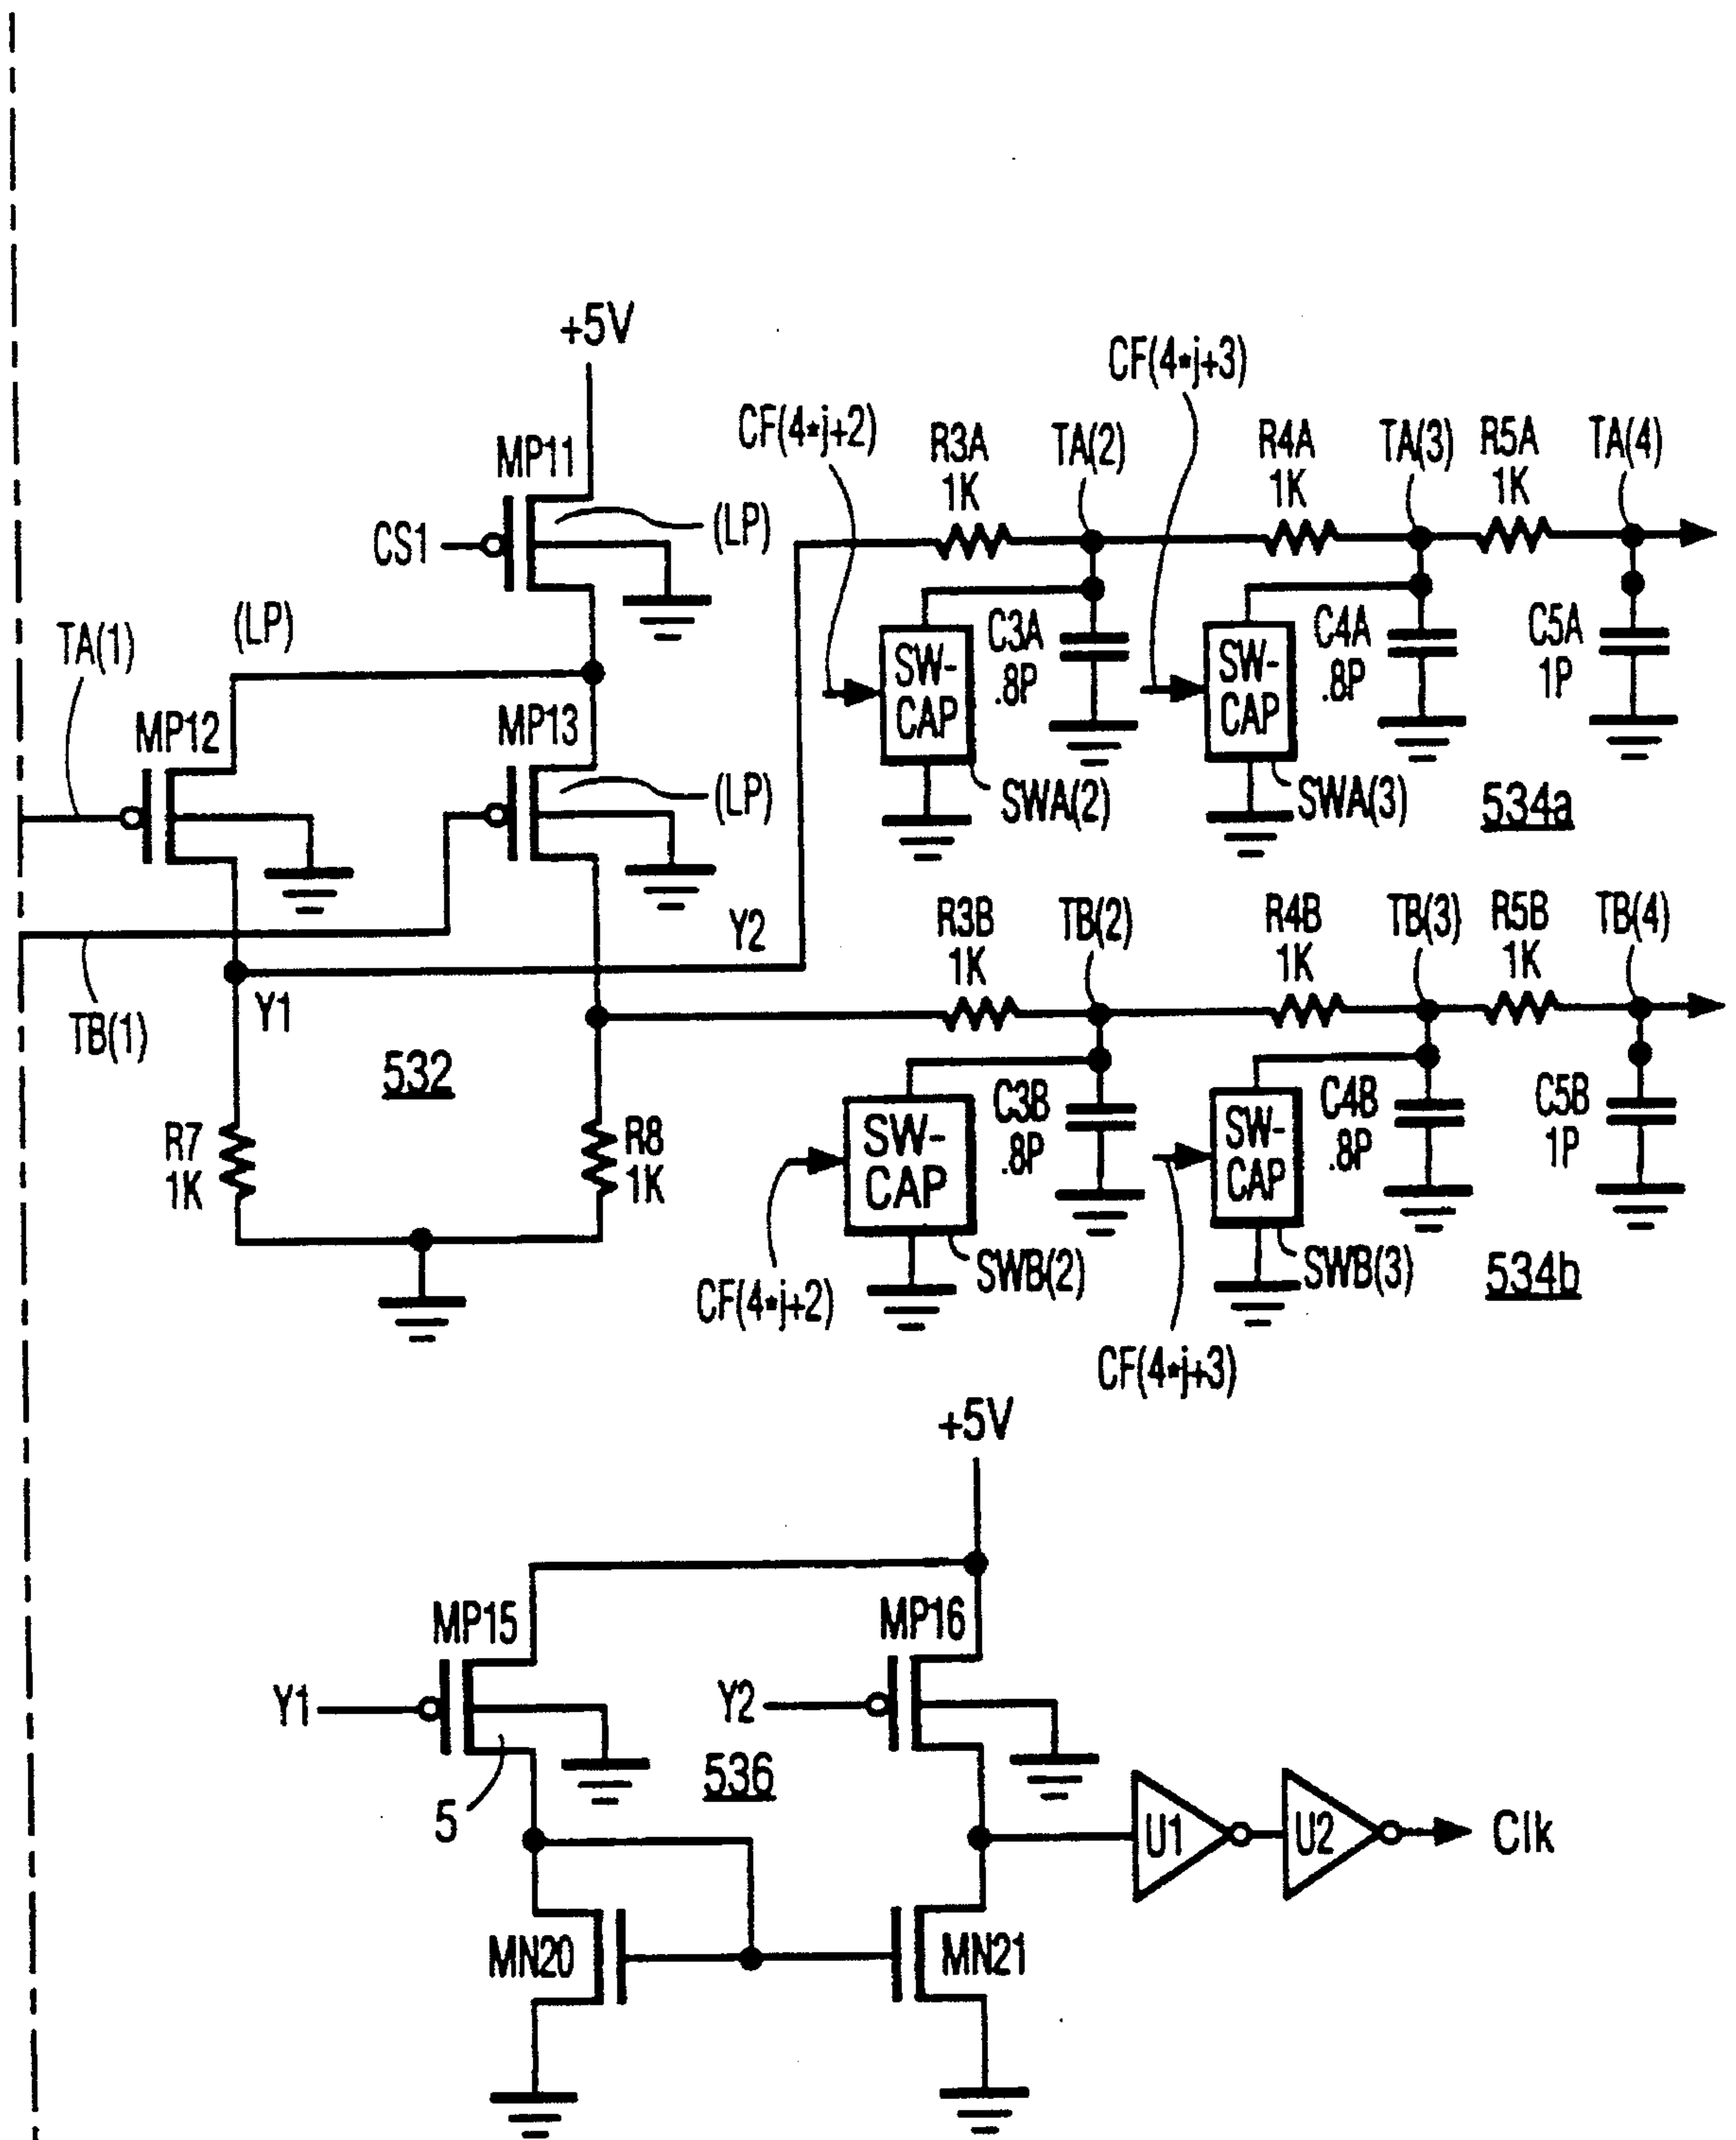 +5V
CF(4*j+3)
CF(4*j+2)
MP11
R3A
1K
TA(2)
R4A
1K
TA(3)
R5A
1K
TA(4)
CS1
(LP)
TA(1)
(LP)
SW-
CAP
C3A
.8P
SW-
CAP
C4A
.8P
C5A
1P
MP12
MP13
(LP)
SWA(2)
SWA(3)
534a
Y2
R3B
1K
TB(2)
R4B
1K
TB(3)
R5B
1K
TB(4)
Y1
TB(1)
532
SW-
CAP
C3B
.8P
SW-
CAP
C4B
.8P
C5B
1P
R7
1K
R8
1K
SWB(2)
SWB(3)
534b
CF(4*j+2)
CF(4*j+3)
+5V
MP15
MP16
Y1
Y2
536
5
U1
U2
Clk
MN20
MN21